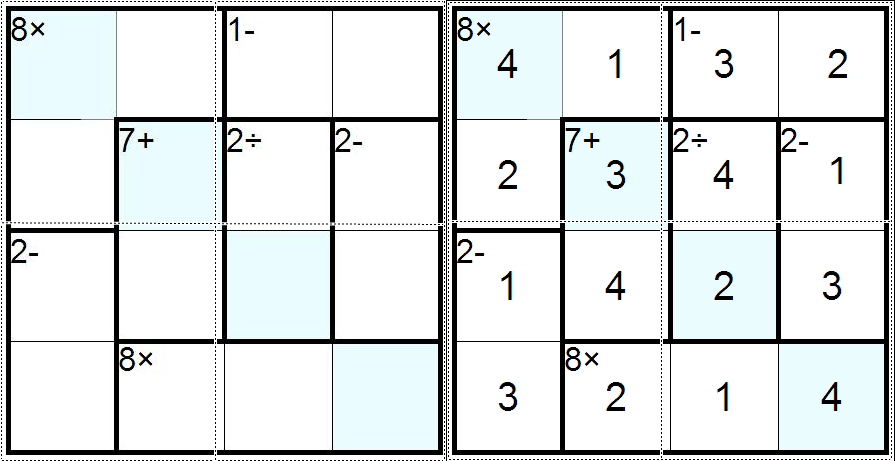 8× 1- 8× 1-
4 1 3 2
7+ 2÷ 2- 7+ 2÷ 2-
2 3 4 1
2- 2-
1 4 2 3
8× 8×
3 2 1 4